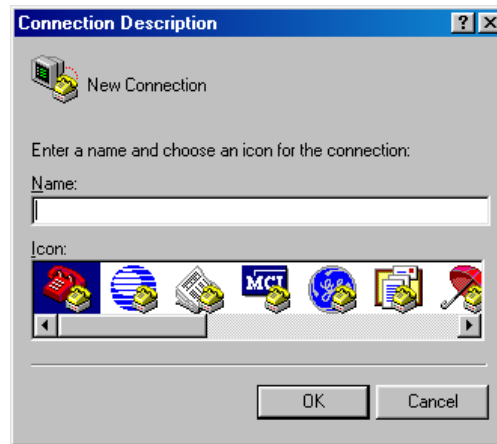 Connection Description
New Connection
Enter a name and choose an icon for the connection:
Name:
Icon:
MCI
OK
Cancel